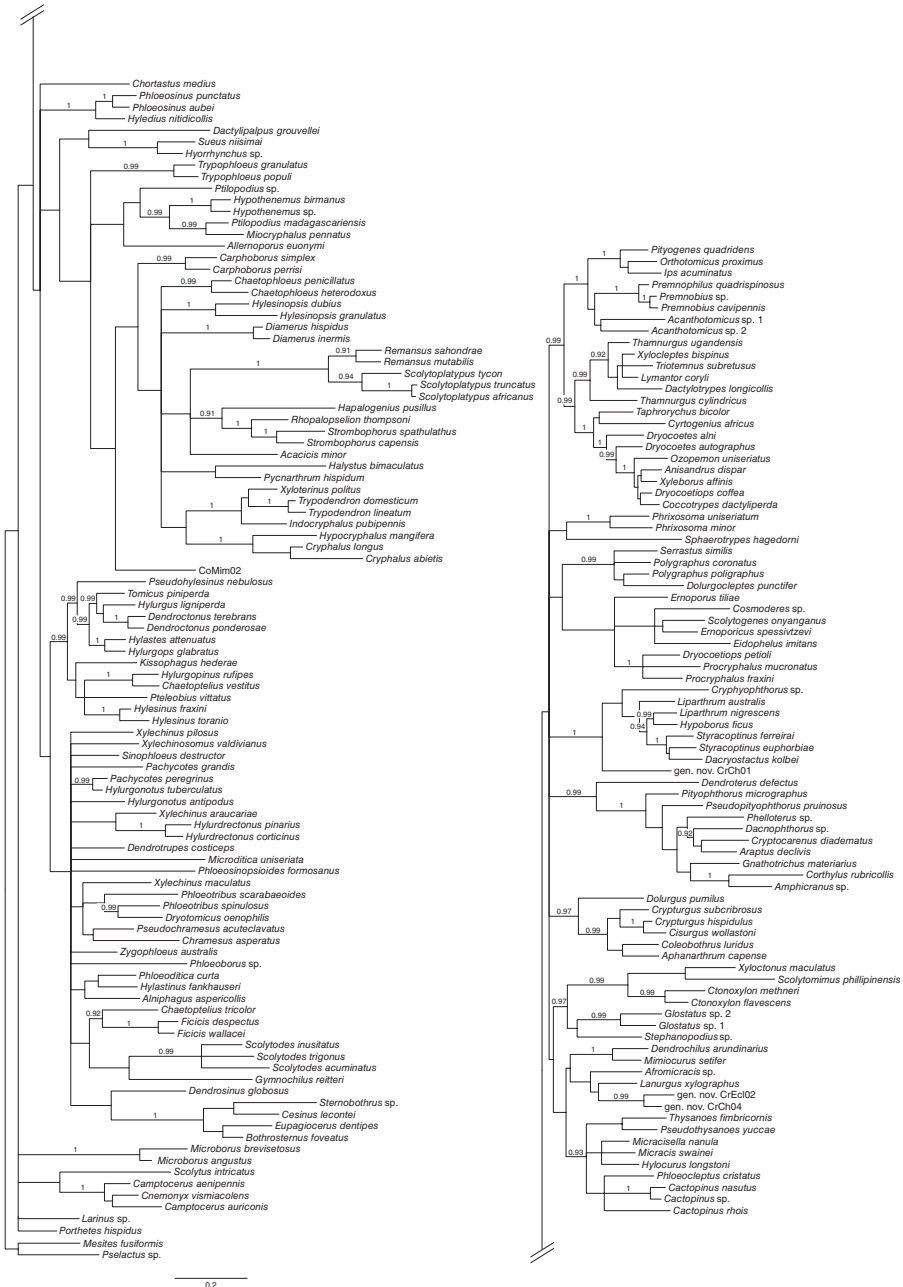 Chortastus medius
1
Phloeosinus punctatus
1
Phloeosinus aubei
Hyledius nitidicollis
Dactylipalpus grouvellei
Sueus niisimai
1
Hyorrhynchus sp.
Trypophloeus granulatus
0.99
Trypophloeus populi
Ptilopodius sp.
Hypothenemus birmanus
1
Hypothenemus sp.
0.99
Ptilopodius madagascariensis
0.99
Miocryphalus pennatus
Allernoporus euonymi
Carphoborus simplex
0.99
Carphoborus perrisi
Chaetophloeus penicillatus
0.99
Chaetophloeus heterodoxus
Hylesinopsis dubius
1
Hylesinopsis granulatus
Diamerus hispidus
1
Diamerus inermis
Remansus sahondrae
0.91
Remansus mutabilis
1
Scolytoplatypus tycon
0.94
Scolytoplatypus truncatus
1
Scolytoplatypus africanus
Hapalogenius pusillus
0.91
Rhopalopselion thompsoni
1
Strombophorus spathulathus
1
Strombophorus capensis
Acacicis minor
Halystus bimaculatus
Pycnarthrum hispidum
Xyloterinus politus
1
Trypodendron domesticum
1
Trypodendron lineatum
Indocryphalus pubipennis
Hypocryphalus mangifera
1
Cryphalus longus
Cryphalus abietis
CoMim02
Pseudohylesinus nebulosus
Tomicus piniperda
0.99
0.99
Hylurgus ligniperda
Dendroctonus terebrans
0.99
1
Dendroctonus ponderosae
0.99
Hylastes attenuatus
1
Hylurgops glabratus
Kissophagus hederae
Hylurgopinus rufipes
1
Chaetoptelius vestitus
Pteleobius vittatus
Hylesinus fraxini
1
Hylesinus toranio
Xylechinus pilosus
Xylechinosomus valdivianus
Sinophloeus destructor
Pachycotes grandis
Pachycotes peregrinus
0.99
Hylurgonotus tuberculatus
Hylurgonotus antipodus
Xylechinus araucariae
Hylurdrectonus pinarius
1
Hylurdrectonus corticinus
Dendrotrupes costiceps
Microditica uniseriata
Phloeosinopsioides formosanus
Xylechinus maculatus
Phloeotribus scarabaeoides
Phloeotribus spinulosus
0.99
Dryotomicus oenophilis
Pseudochramesus acuteclavatus
Chramesus asperatus
Zygophloeus australis
Phloeoborus sp.
Phloeoditica curta
Hylastinus fankhauseri
Alniphagus aspericollis
Chaetoptelius tricolor
0.92
Ficicis despectus
1
Ficicis wallacei
Scolytodes inusitatus
0.99
Scolytodes trigonus
Scolytodes acuminatus
Gymnochilus reitteri
Dendrosinus globosus
Sternobothrus sp.
1
Cesinus lecontei
Eupagiocerus dentipes
Bothrosternus foveatus
Microborus brevisetosus
1
Microborus angustus
Scolytus intricatus
Camptocerus aenipennis
1
Cnemonyx vismiacolens
Camptocerus auriconis
Larinus sp.
Porthetes hispidus
Mesites fusiformis
Pselactus sp.
0.2
Pityogenes quadridens
1
Orthotomicus proximus
Ips acuminatus
1
Premnophilus quadrispinosus
1
Premnobius sp.
1
Premnobius cavipennis
Acanthotomicus sp. 1
Acanthotomicus sp. 2
0.99
Thamnurgus ugandensis
Xylocleptes bispinus
0.92
Triotemnus subretusus
Lymantor coryli
0.99
Dactylotrypes longicollis
Thamnurgus cylindricus
0.99
Taphrorychus bicolor
Cyrtogenius africus
Dryocoetes alni
1
Dryocoetes autographus
0.99
Ozopemon uniseriatus
1
Anisandrus dispar
Xyleborus affinis
Dryocoetiops coffea
Coccotrypes dactyliperda
Phrixosoma uniseriatum
1
Phrixosoma minor
Sphaerotrypes hagedorni
Serrastus similis
0.99
Polygraphus coronatus
Polygraphus poligraphus
Dolurgocleptes punctifer
Ernoporus tiliae
Cosmoderes sp.
Scolytogenes onyanganus
Ernoporicus spessivtzevi
Eidophelus imitans
Dryocoetiops petioli
1
Procryphalus mucronatus
Procryphalus fraxini
Cryphyophthorus sp.
Liparthrum australis
Liparthrum nigrescens
0.99
Hypoborus ficus
0.94
1
Styracoptinus ferreirai
1
Styracoptinus euphorbiae
Dacryostactus kolbei
gen. nov. CrCh01
Dendroterus defectus
0.99
Pityophthorus micrographus
1
Pseudopityophthorus pruinosus
Phelloterus sp.
Dacnophthorus sp.
0.92
Cryptocarenus diadematus
Araptus declivis
Gnathotrichus materiarius
1
Corthylus rubricollis
Amphicranus sp.
Dolurgus pumilus
0.97
Crypturgus subcribrosus
Crypturgus hispidulus
1
0.99
Cisurgus wollastoni
Coleobothrus luridus
Aphanarthrum capense
Xyloctonus maculatus
0.99
Scolytomimus phillipinensis
Ctonoxylon methneri
0.99
Ctonoxylon flavescens
0.97
Glostatus sp. 2
0.99
Glostatus sp. 1
Stephanopodius sp.
Dendrochilus arundinarius
1
Mimiocurus setifer
Afromicracis sp.
Lanurgus xylographus
gen. nov. CrEcl02
0.99
gen. nov. CrCh04
Thysanoes fimbricornis
Pseudothysanoes yuccae
Micracisella nanula
0.93
Micracis swainei
Hylocurus longstoni
Phleocleptus cristatus
Cactopinus nasutus
1
Cactopinus sp.
Cactopinus rhois